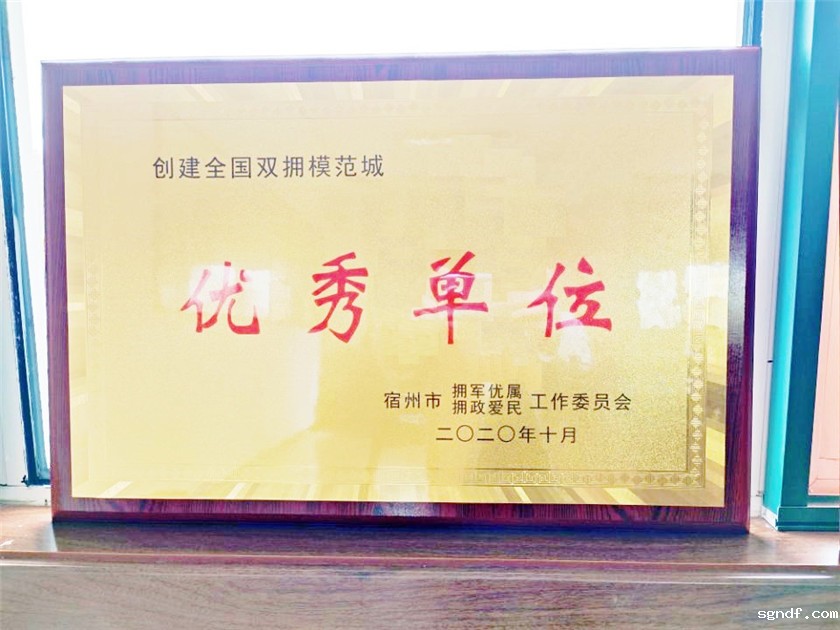 创建全国双拥模范城
优秀单位
宿州市 拥军优属 拥政爱民 工作委员会
二〇二〇年十月
sgndf.com